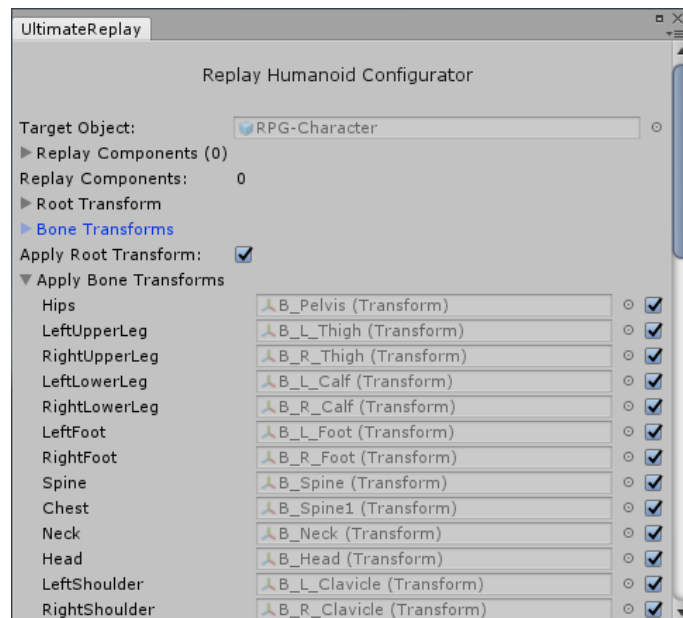 UltimateReplay
Replay Humanoid Configurator
Target Object: RPG-Character
Replay Components (0)
Replay Components: 0
Root Transform
Bone Transforms
Apply Root Transform:
Apply Bone Transforms
Hips B_Pelvis (Transform)
LeftUpperLeg B_L_Thigh (Transform)
RightUpperLeg B_R_Thigh (Transform)
LeftLowerLeg B_L_Calf (Transform)
RightLowerLeg B_R_Calf (Transform)
LeftFoot B_L_Foot (Transform)
RightFoot B_R_Foot (Transform)
Spine B_Spine (Transform)
Chest B_Spine1 (Transform)
Neck B_Neck (Transform)
Head B_Head (Transform)
LeftShoulder B_L_Clavicle (Transform)
RightShoulder B_R_Clavicle (Transform)